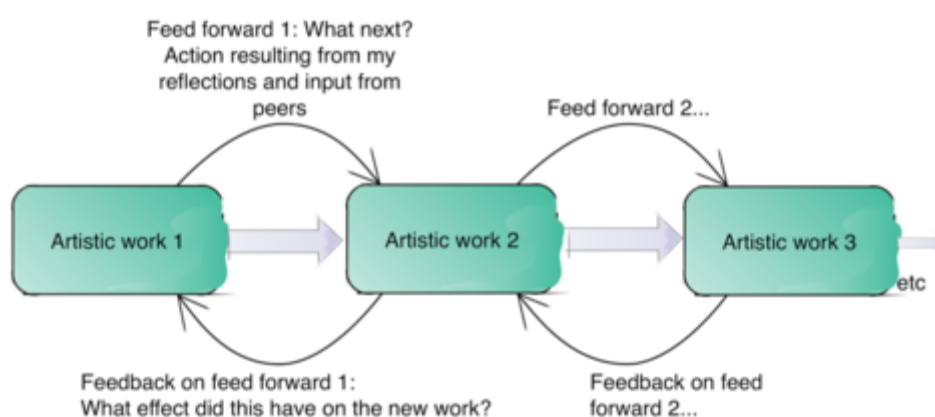 Feed forward 1: What next?
Action resulting from my
reflections and input from
peers
Feed forward 2...
Artistic work 1
Artistic work 2
Artistic work 3
etc
Feedback on feed forward 1:
What effect did this have on the new work?
Feedback on feed
forward 2...